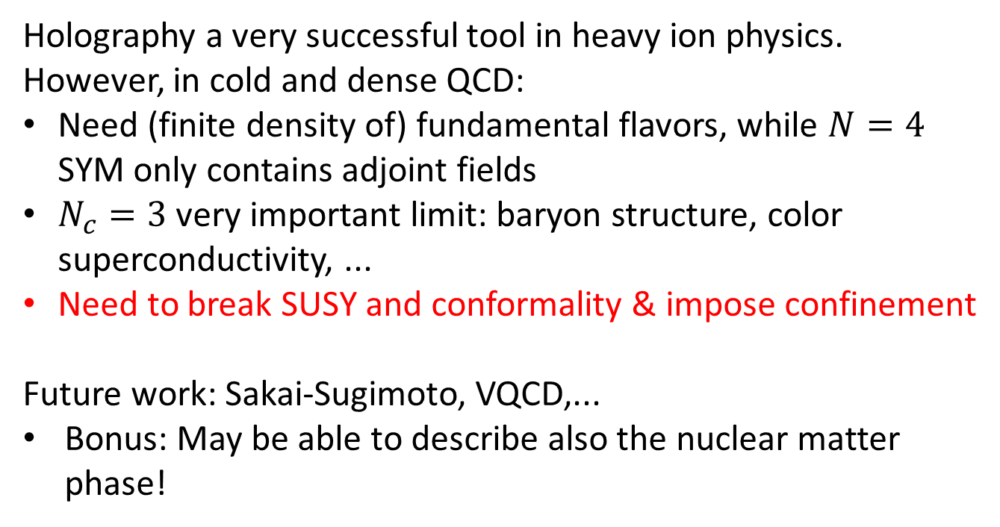 Holography a very successful tool in heavy ion physics.
However, in cold and dense QCD:
• Need (finite density of) fundamental flavors, while N = 4
SYM only contains adjoint fields
• N_c = 3 very important limit: baryon structure, color
superconductivity, ...
• Need to break SUSY and conformality & impose confinement
Future work: Sakai-Sugimoto, VQCD,...
• Bonus: May be able to describe also the nuclear matter
phase!